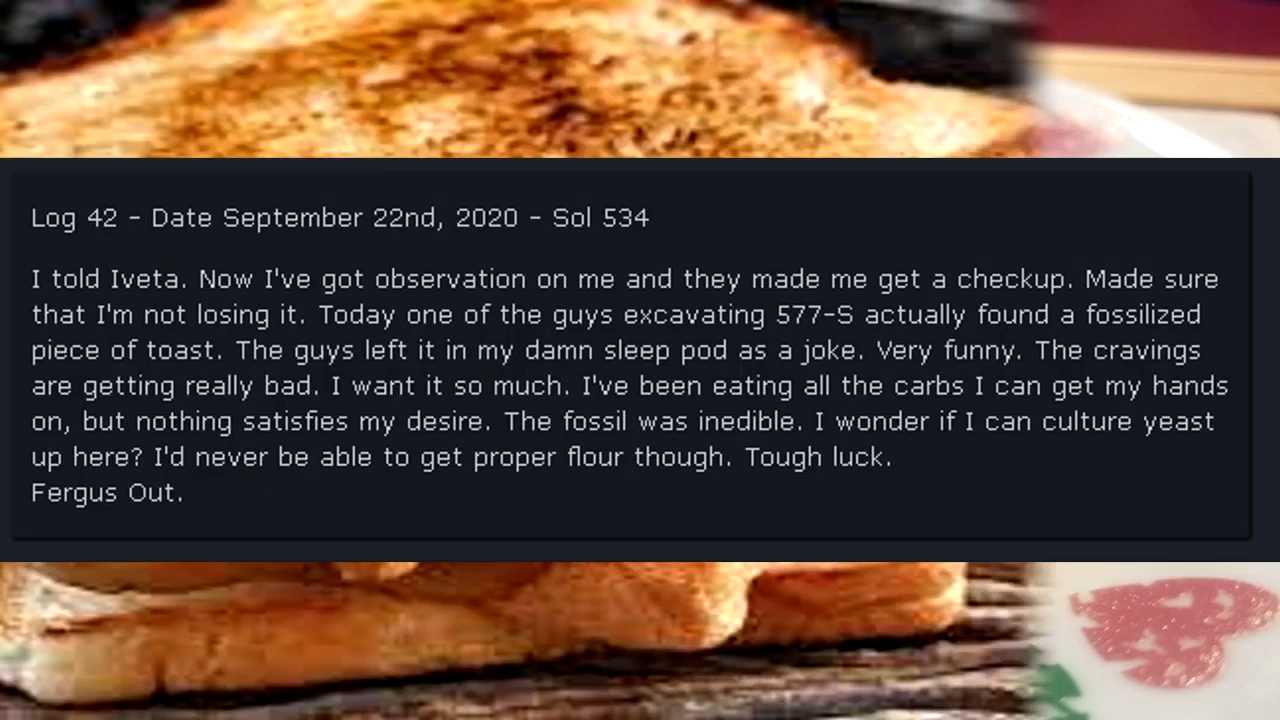 Log 42 - Date September 22nd, 2020 - Sol 534
I told Iveta. Now I've got observation on me and they made me get a checkup. Made sure
that I'm not losing it. Today one of the guys excavating 577-S actually found a fossilized
piece of toast. The guys left it in my damn sleep pod as a joke. Very funny. The cravings
are getting really bad. I want it so much. I've been eating all the carbs I can get my hands
on, but nothing satisfies my desire. The fossil was inedible. I wonder if I can culture yeast
up here? I'd never be able to get proper flour though. Tough luck.
Fergus Out.